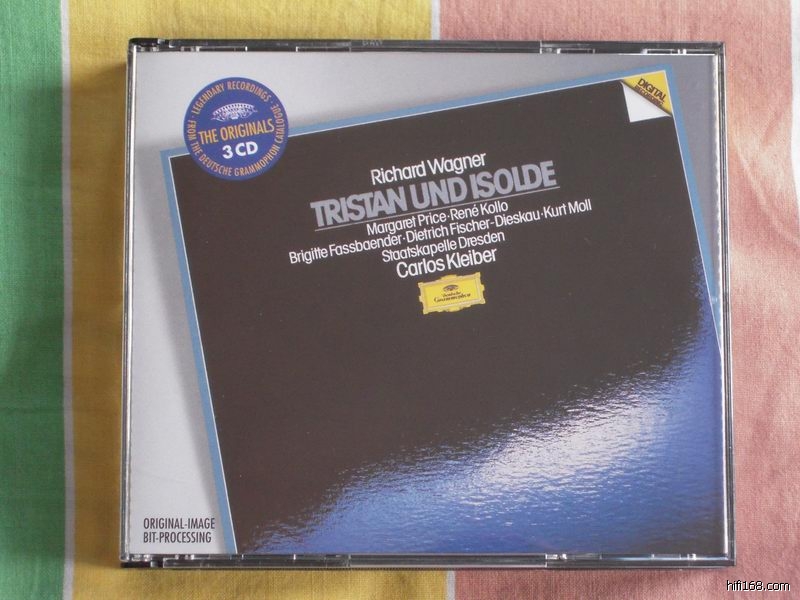 LEGENDARY RECORDINGS
FROM THE DEUTSCHE GRAMMOPHON CATALOGUE
THE ORIGINALS
3 CD
DIGITAL
Richard Wagner
TRISTAN UND ISOLDE
Margaret Price·René Kollo
Brigitte Fassbaender·Dietrich Fischer-Dieskau·Kurt Moll
Staatskapelle Dresden
Carlos Kleiber
Deutsche
Grammophon
ORIGINAL-IMAGE
BIT-PROCESSING
hifi168.com